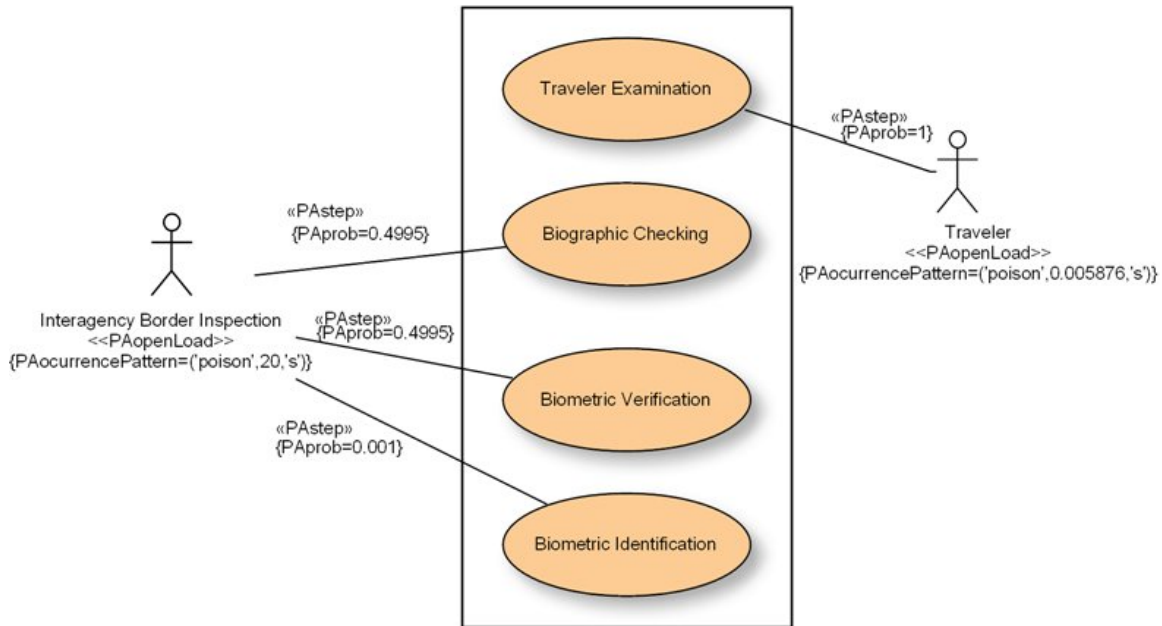 Traveler Examination
«PAstep»
{PAprob=1}
«PAstep»
{PAprob=0.4995}
Biographic Checking
Traveler
<<PAopenLoad>>
{PAocurrencePattern=('poison',0.005876,'s')}
Interagency Border Inspection
<<PAopenLoad>>
{PAocurrencePattern=('poison',20,'s')}
«PAstep»
{PAprob=0.4995}
Biometric Verification
«PAstep»
{PAprob=0.001}
Biometric Identification